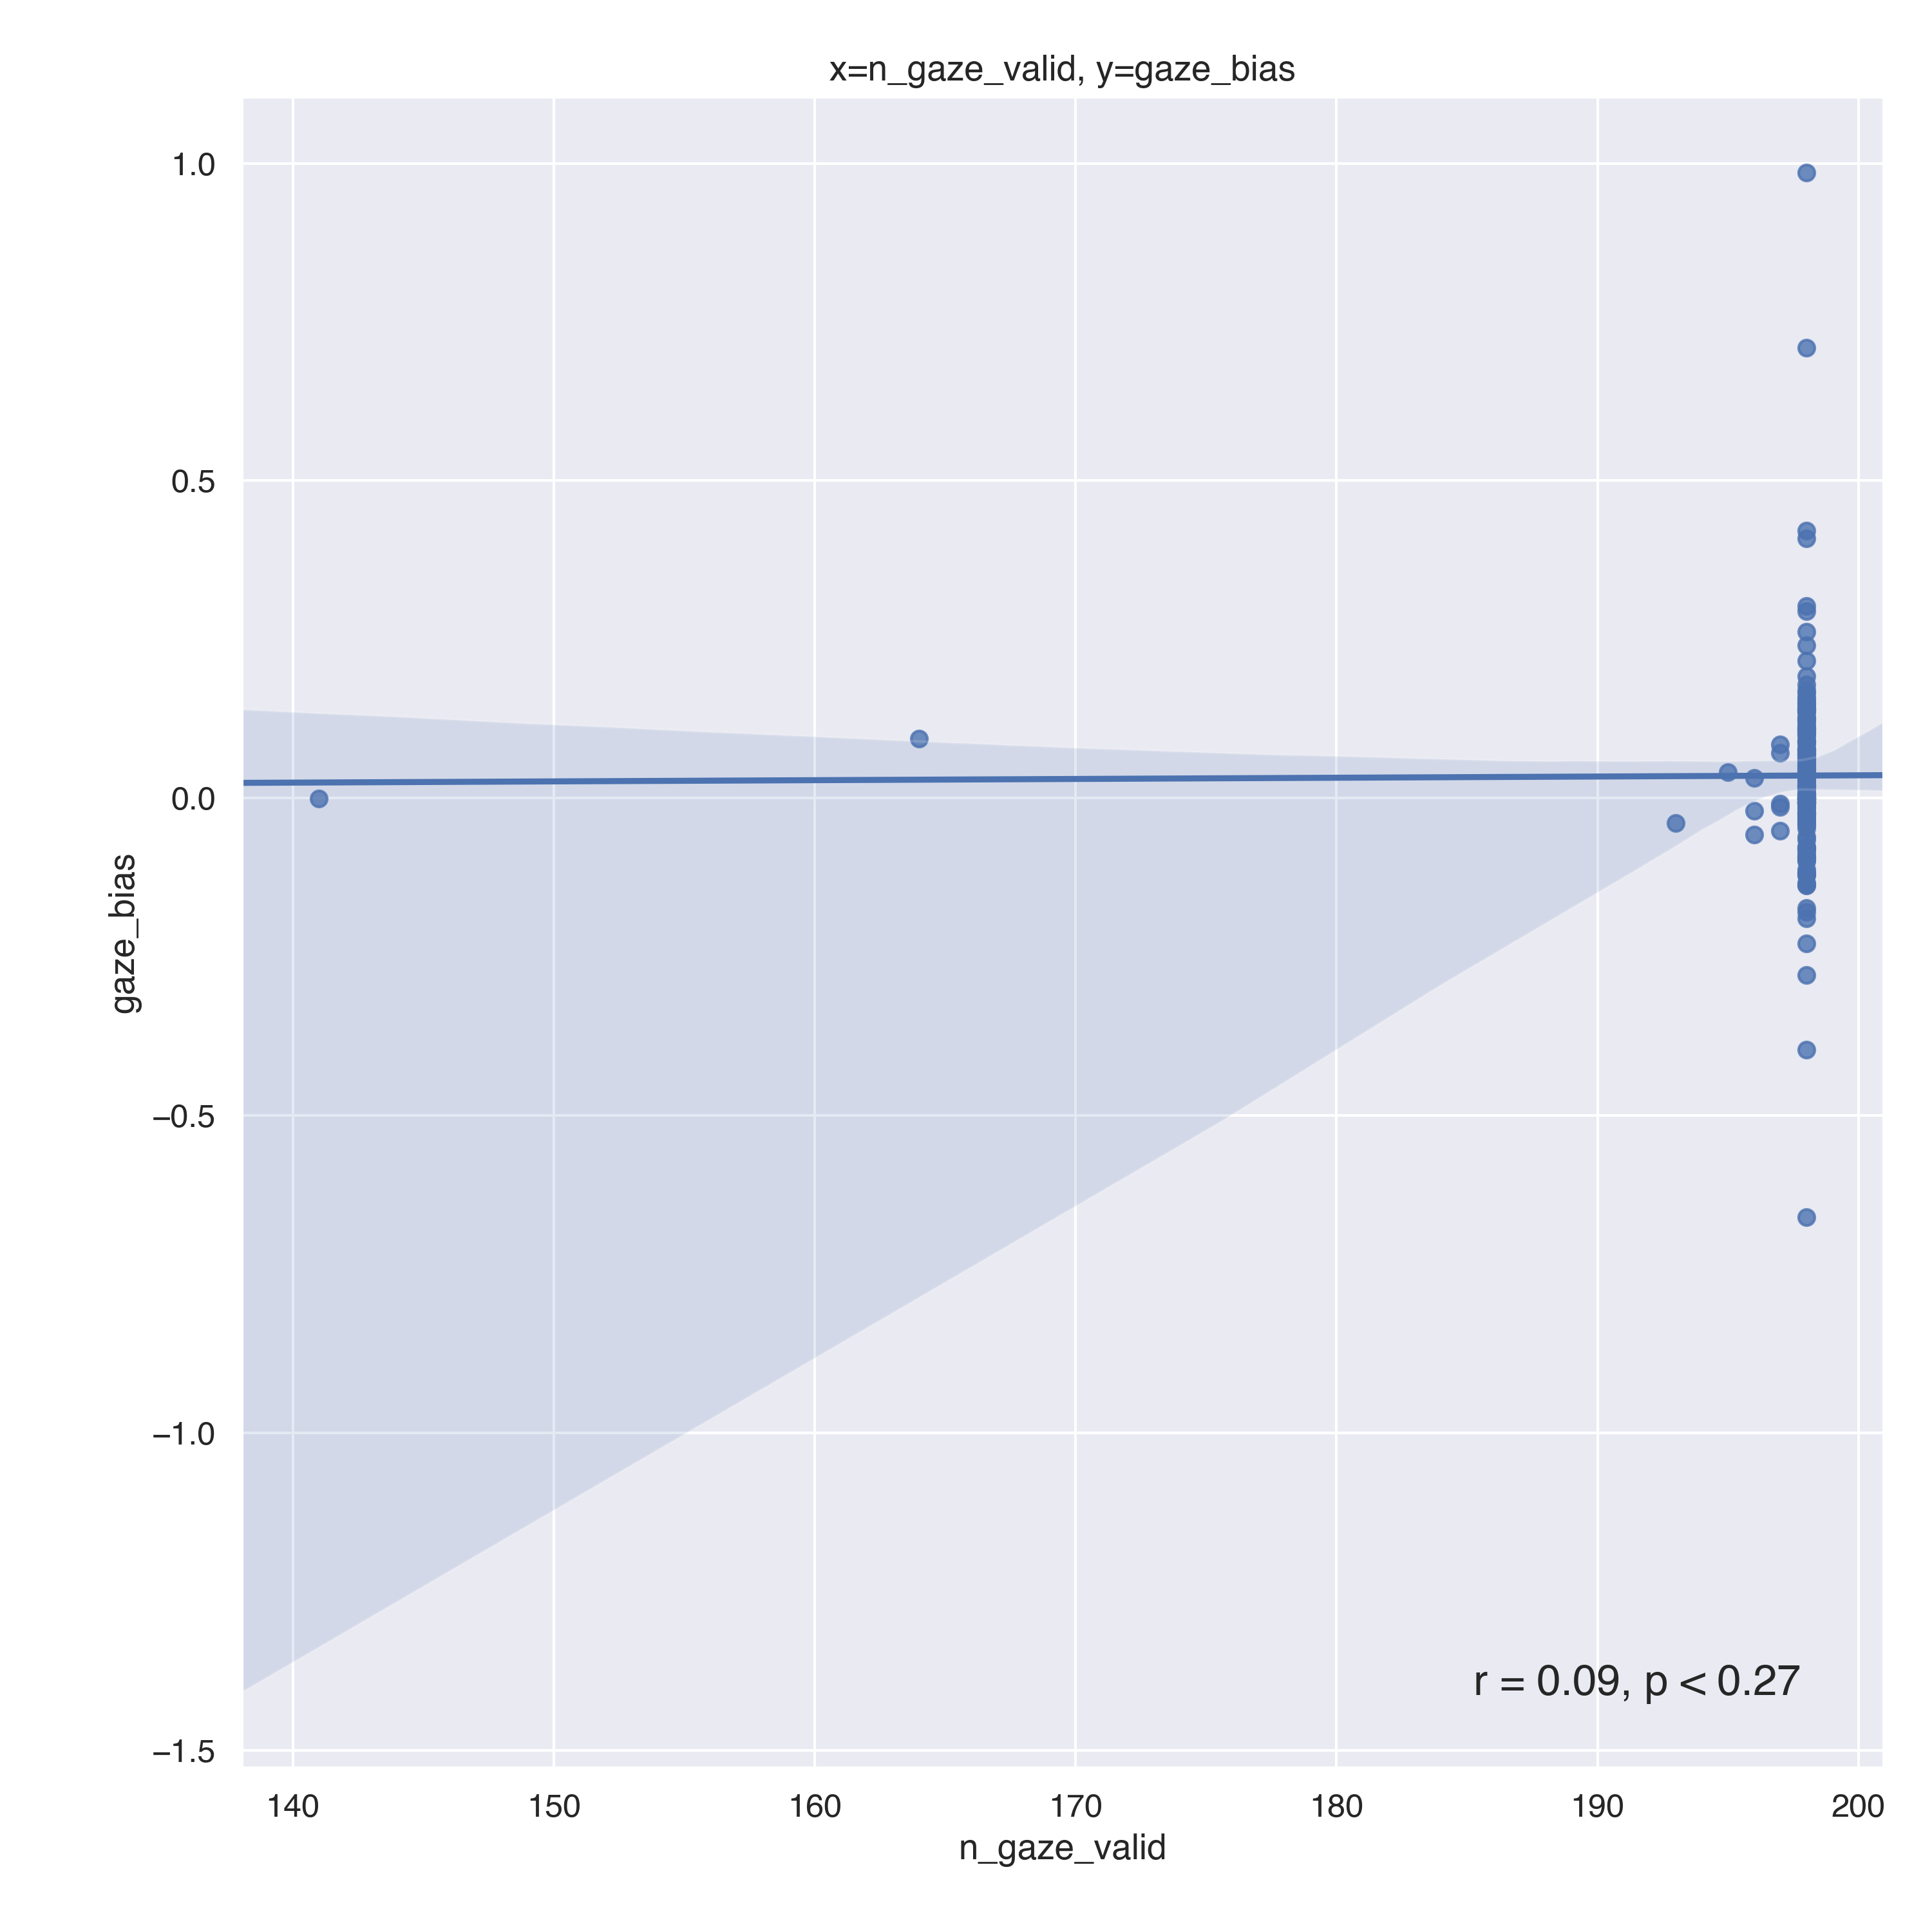 x=n_gaze_valid, y=gaze_bias
1.0
0.5
0.0
−0.5
−1.0
−1.5
gaze_bias
r = 0.09, p < 0.27
140 150 160 170 180 190 200
n_gaze_valid